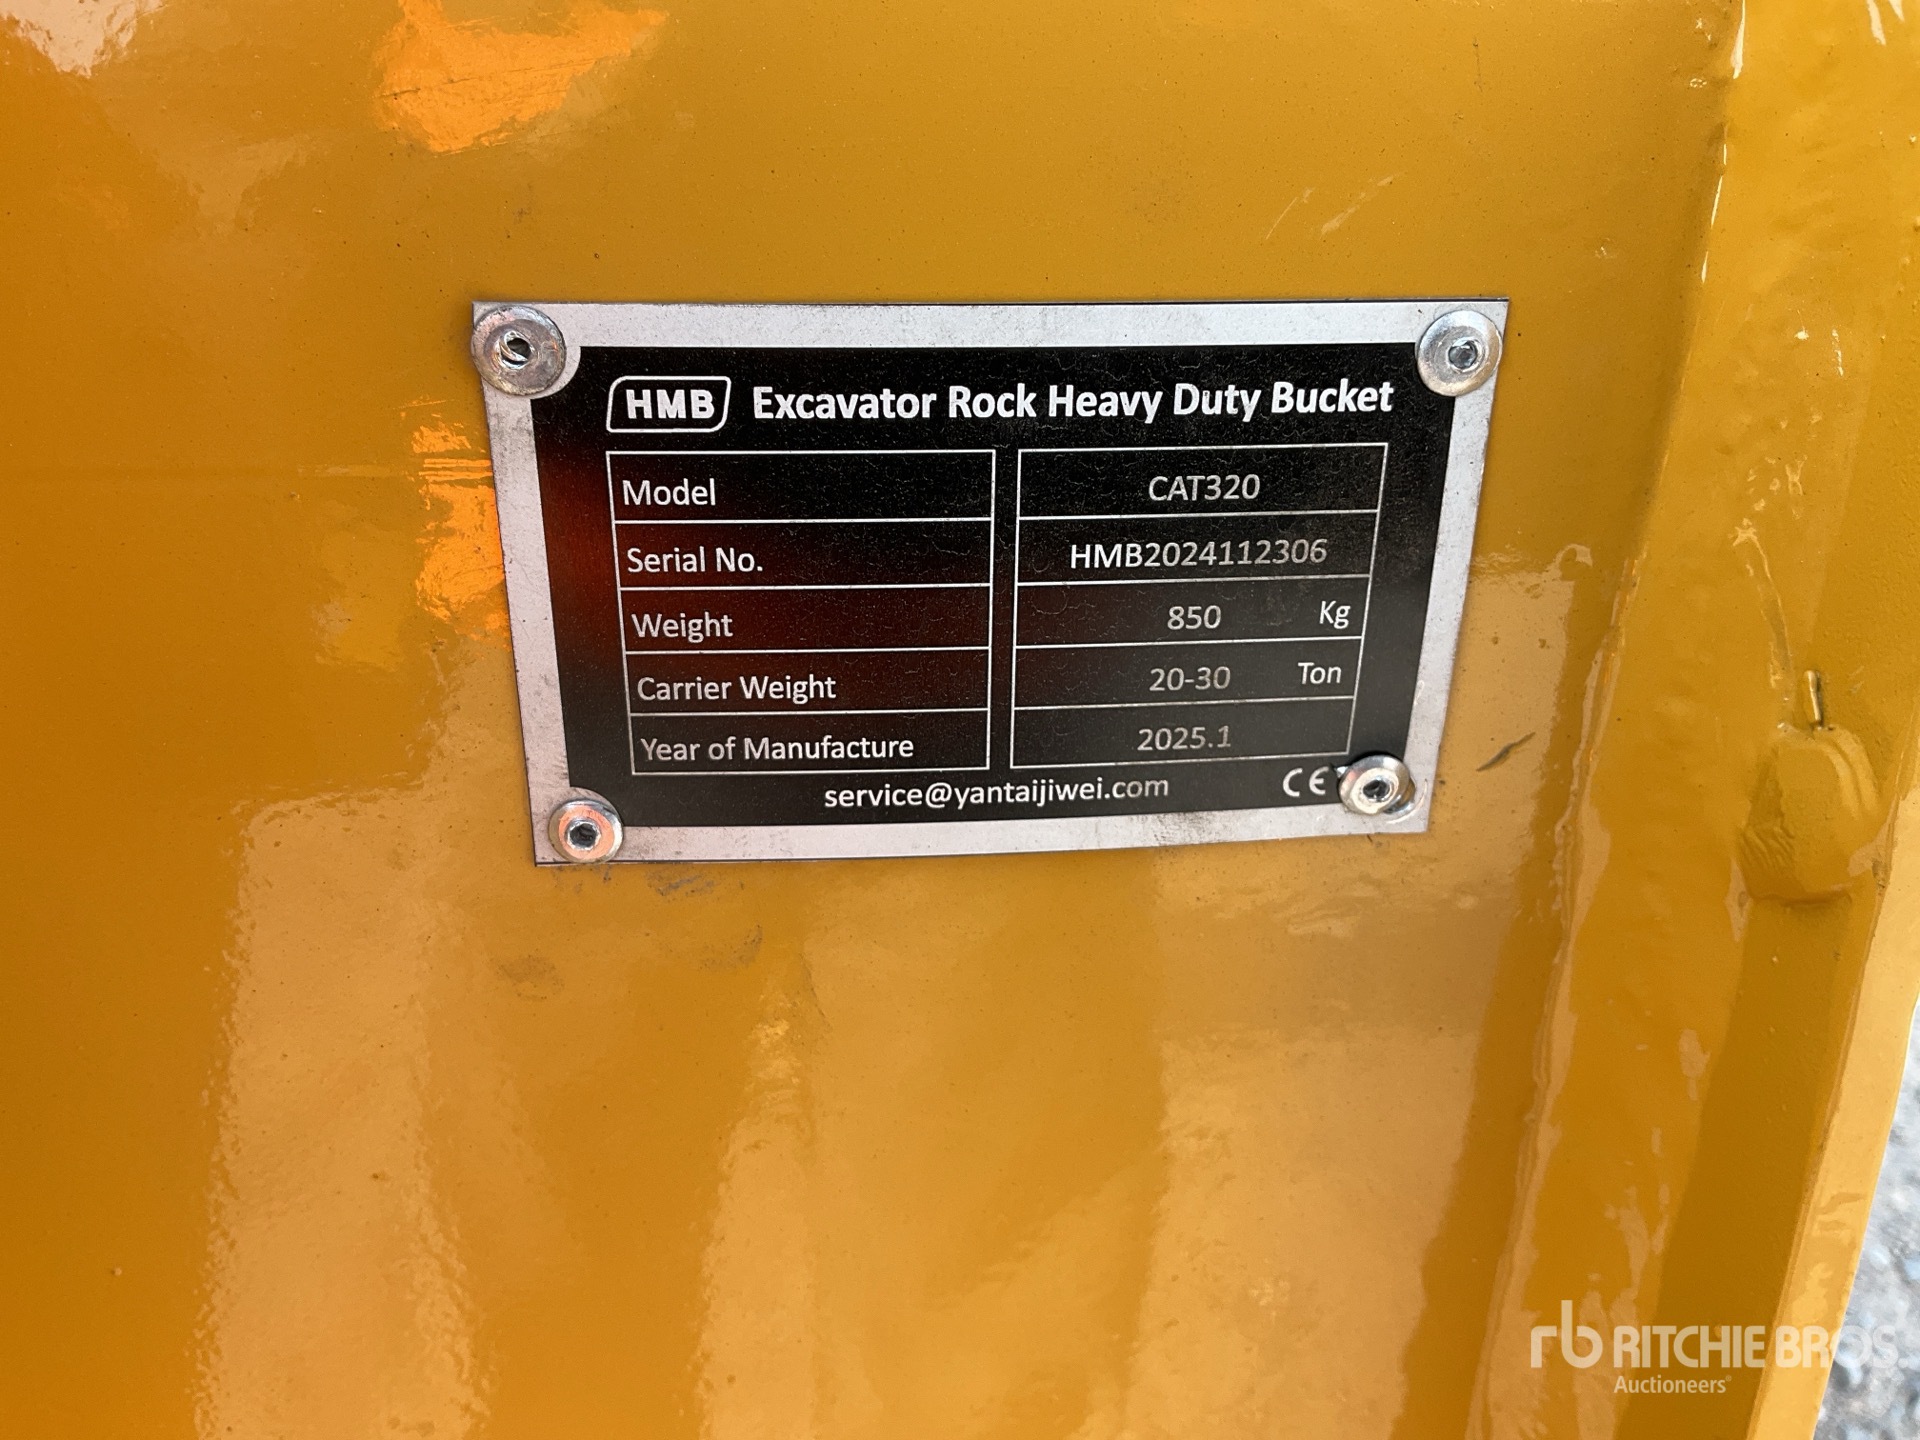 HMB Excavator Rock Heavy Duty Bucket
Model CAT320
Serial No. HMB2024112306
Weight 850 Kg
Carrier Weight 20-30 Ton
Year of Manufacture 2025.1
service@yantaijiwei.com CE
rb RITCHIE BROS
Auctioneers